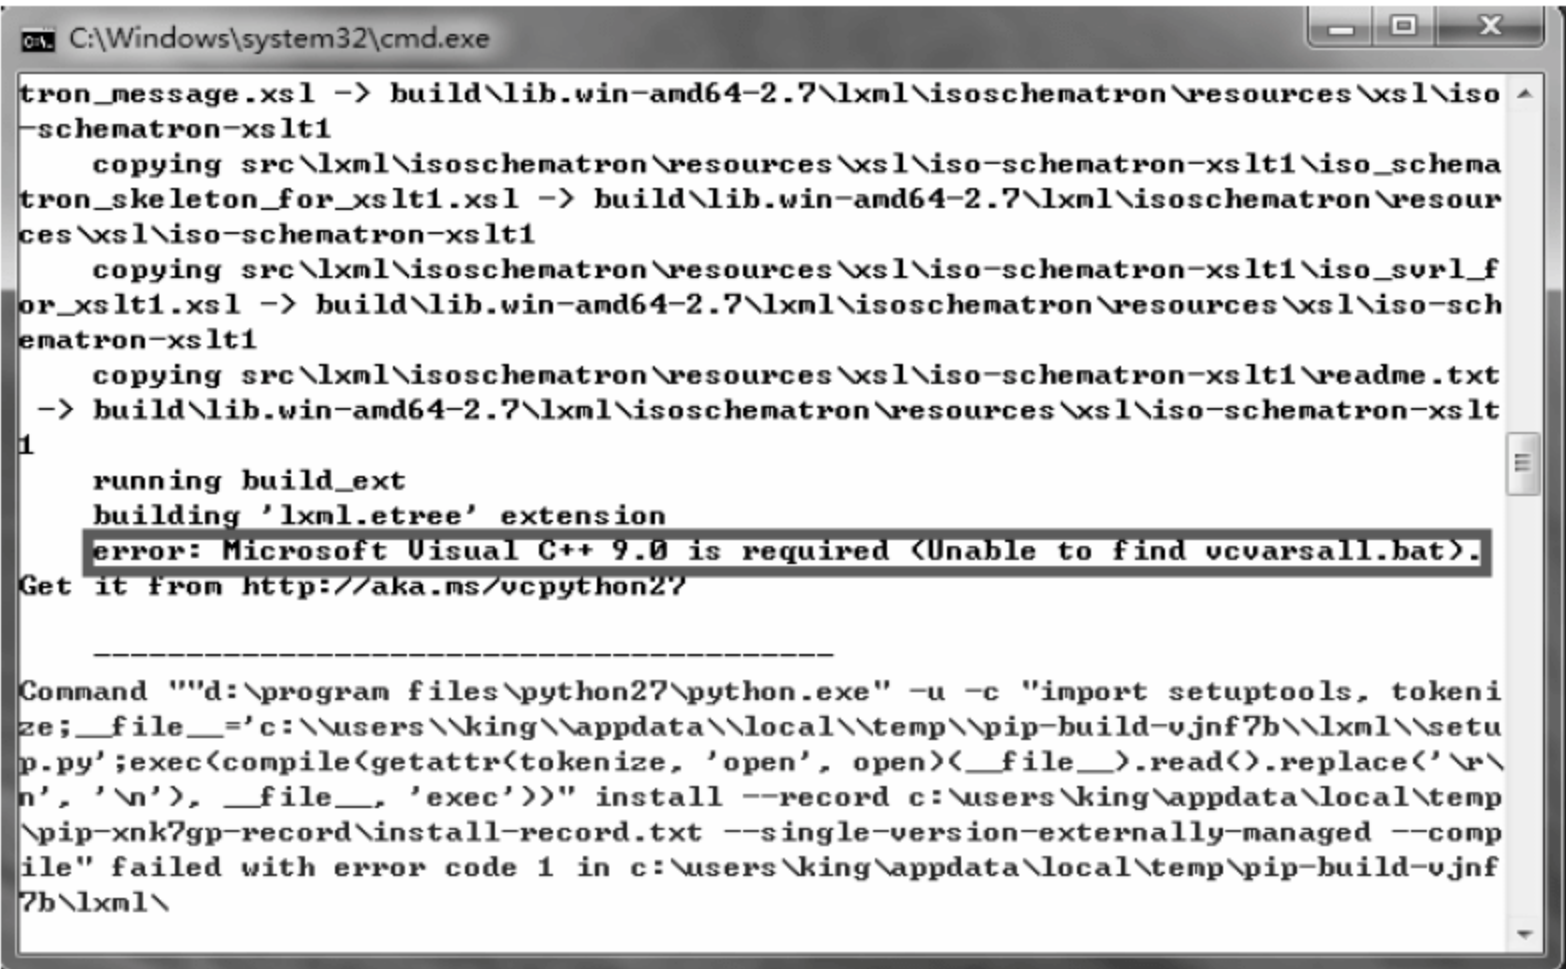 C:\Windows\system32\cmd.exe
tron_message.xsl -> build\lib.win-amd64-2.7\lxml\isoschematron\resources\xsl\iso
-schematron-xslt1
    copying src\lxml\isoschematron\resources\xsl\iso-schematron-xslt1\iso_schema
tron_skeleton_for_xslt1.xsl -> build\lib.win-amd64-2.7\lxml\isoschematron\resour
ces\xsl\iso-schematron-xslt1
    copying src\lxml\isoschematron\resources\xsl\iso-schematron-xslt1\iso_svrl_f
or_xslt1.xsl -> build\lib.win-amd64-2.7\lxml\isoschematron\resources\xsl\iso-sch
ematron-xslt1
    copying src\lxml\isoschematron\resources\xsl\iso-schematron-xslt1\readme.txt
 -> build\lib.win-amd64-2.7\lxml\isoschematron\resources\xsl\iso-schematron-xslt
1
    running build_ext
    building 'lxml.etree' extension
    error: Microsoft Visual C++ 9.0 is required (Unable to find vcvarsall.bat).
Get it from http://aka.ms/vcpython27
    ----------------------------------------
Command ""d:\program files\python27\python.exe" -u -c "import setuptools, tokeni
ze;__file__='c:\\users\\king\\appdata\\local\\temp\\pip-build-vjnf7b\\lxml\\setu
p.py';exec(compile(getattr(tokenize, 'open', open)(__file__).read().replace('\r\
n', '\n'), __file__, 'exec'))" install --record c:\users\king\appdata\local\temp
\pip-xnk7gp-record\install-record.txt --single-version-externally-managed --comp
ile" failed with error code 1 in c:\users\king\appdata\local\temp\pip-build-vjnf
7b\lxml\